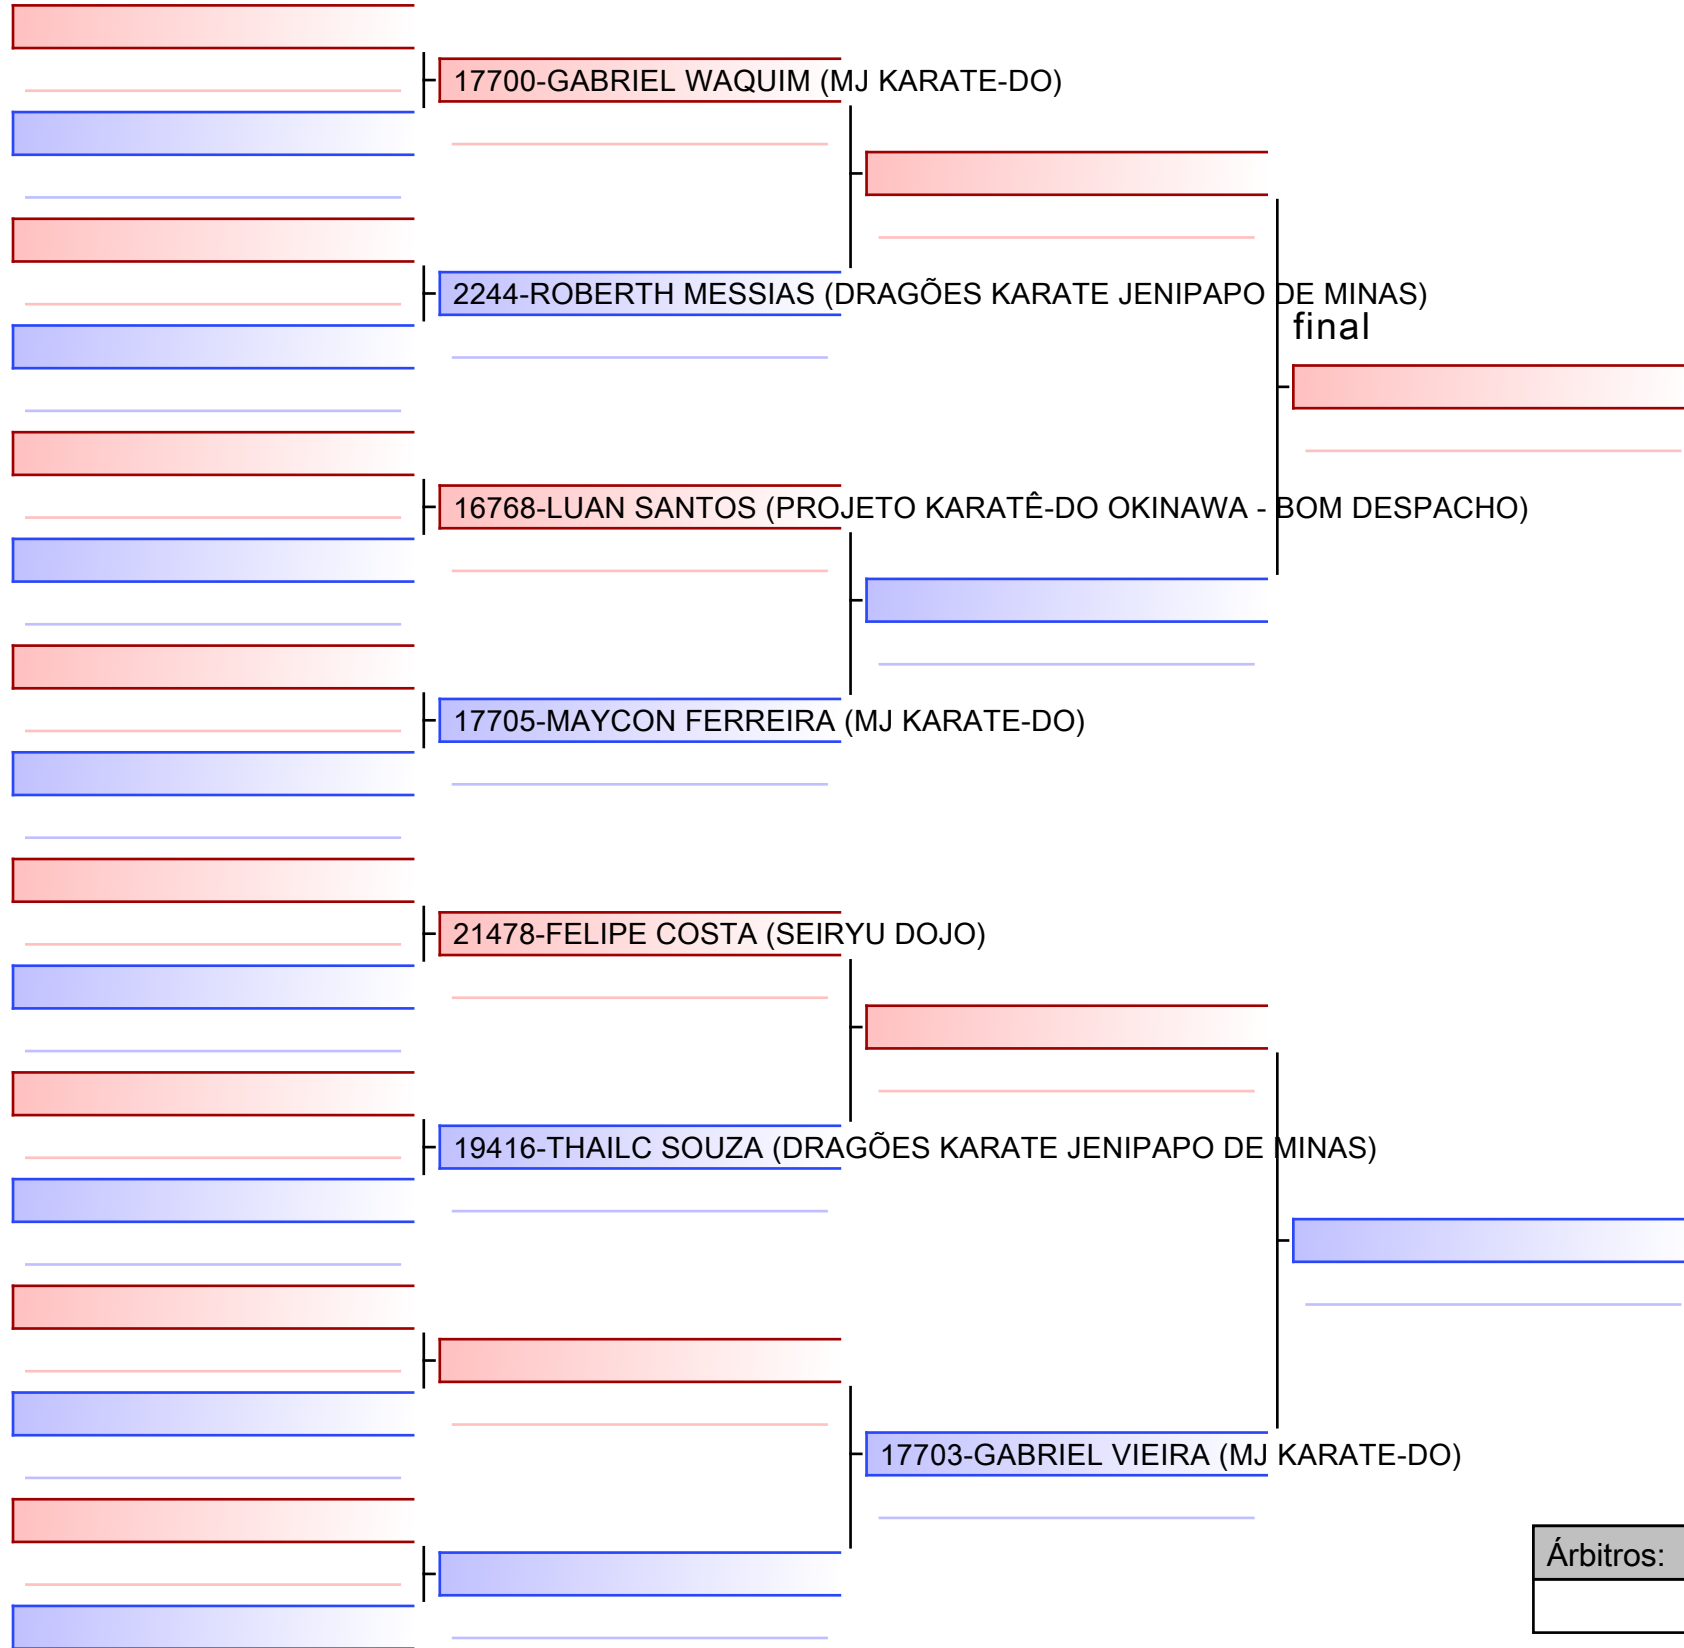 17700-GABRIEL WAQUIM (MJ KARATE-DO)
2244-ROBERTH MESSIAS (DRAGÕES KARATE JENIPAPO DE MINAS)
final
16768-LUAN SANTOS (PROJETO KARATÊ-DO OKINAWA - BOM DESPACHO)
17705-MAYCON FERREIRA (MJ KARATE-DO)
21478-FELIPE COSTA (SEIRYU DOJO)
19416-THAILC SOUZA (DRAGÕES KARATE JENIPAPO DE MINAS)
17703-GABRIEL VIEIRA (MJ KARATE-DO)
Árbitros: